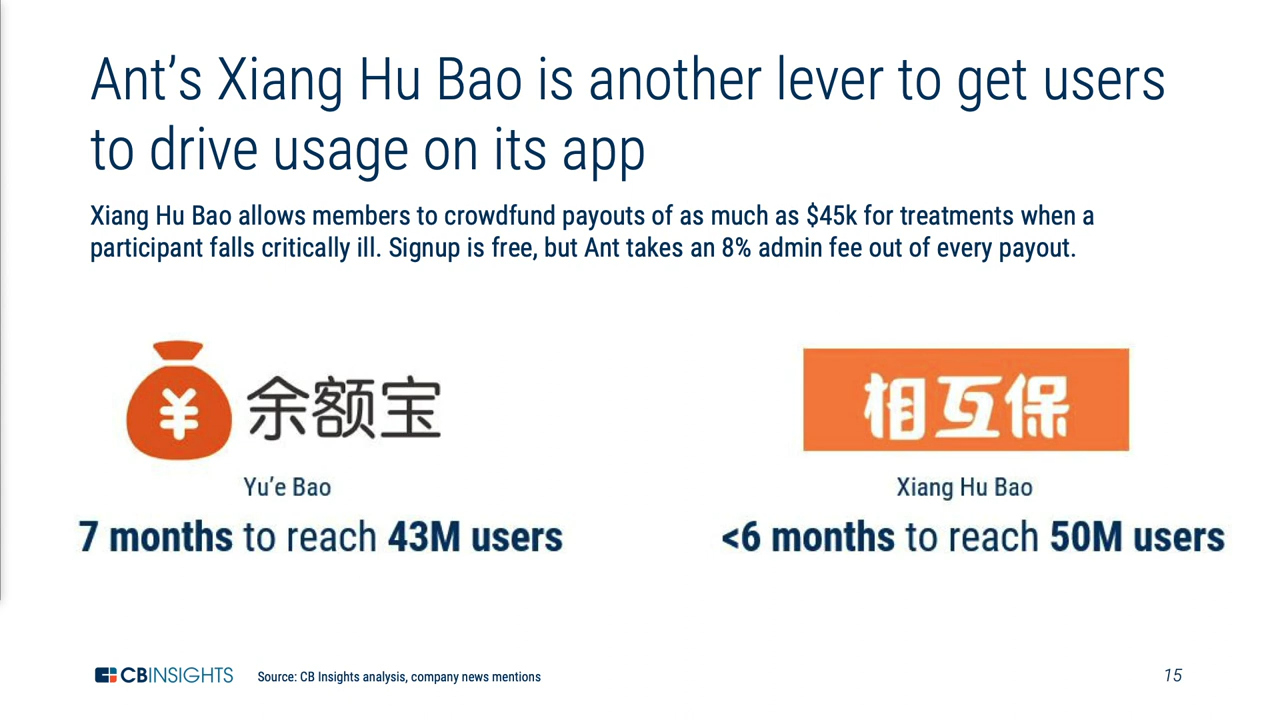 Ant’s Xiang Hu Bao is another lever to get users
to drive usage on its app
Xiang Hu Bao allows members to crowdfund payouts of as much as $45k for treatments when a
participant falls critically ill. Signup is free, but Ant takes an 8% admin fee out of every payout.
¥ 余额宝
相互保
Yu’e Bao
Xiang Hu Bao
7 months to reach 43M users
<6 months to reach 50M users
CBINSIGHTS
Source: CB Insights analysis, company news mentions
15